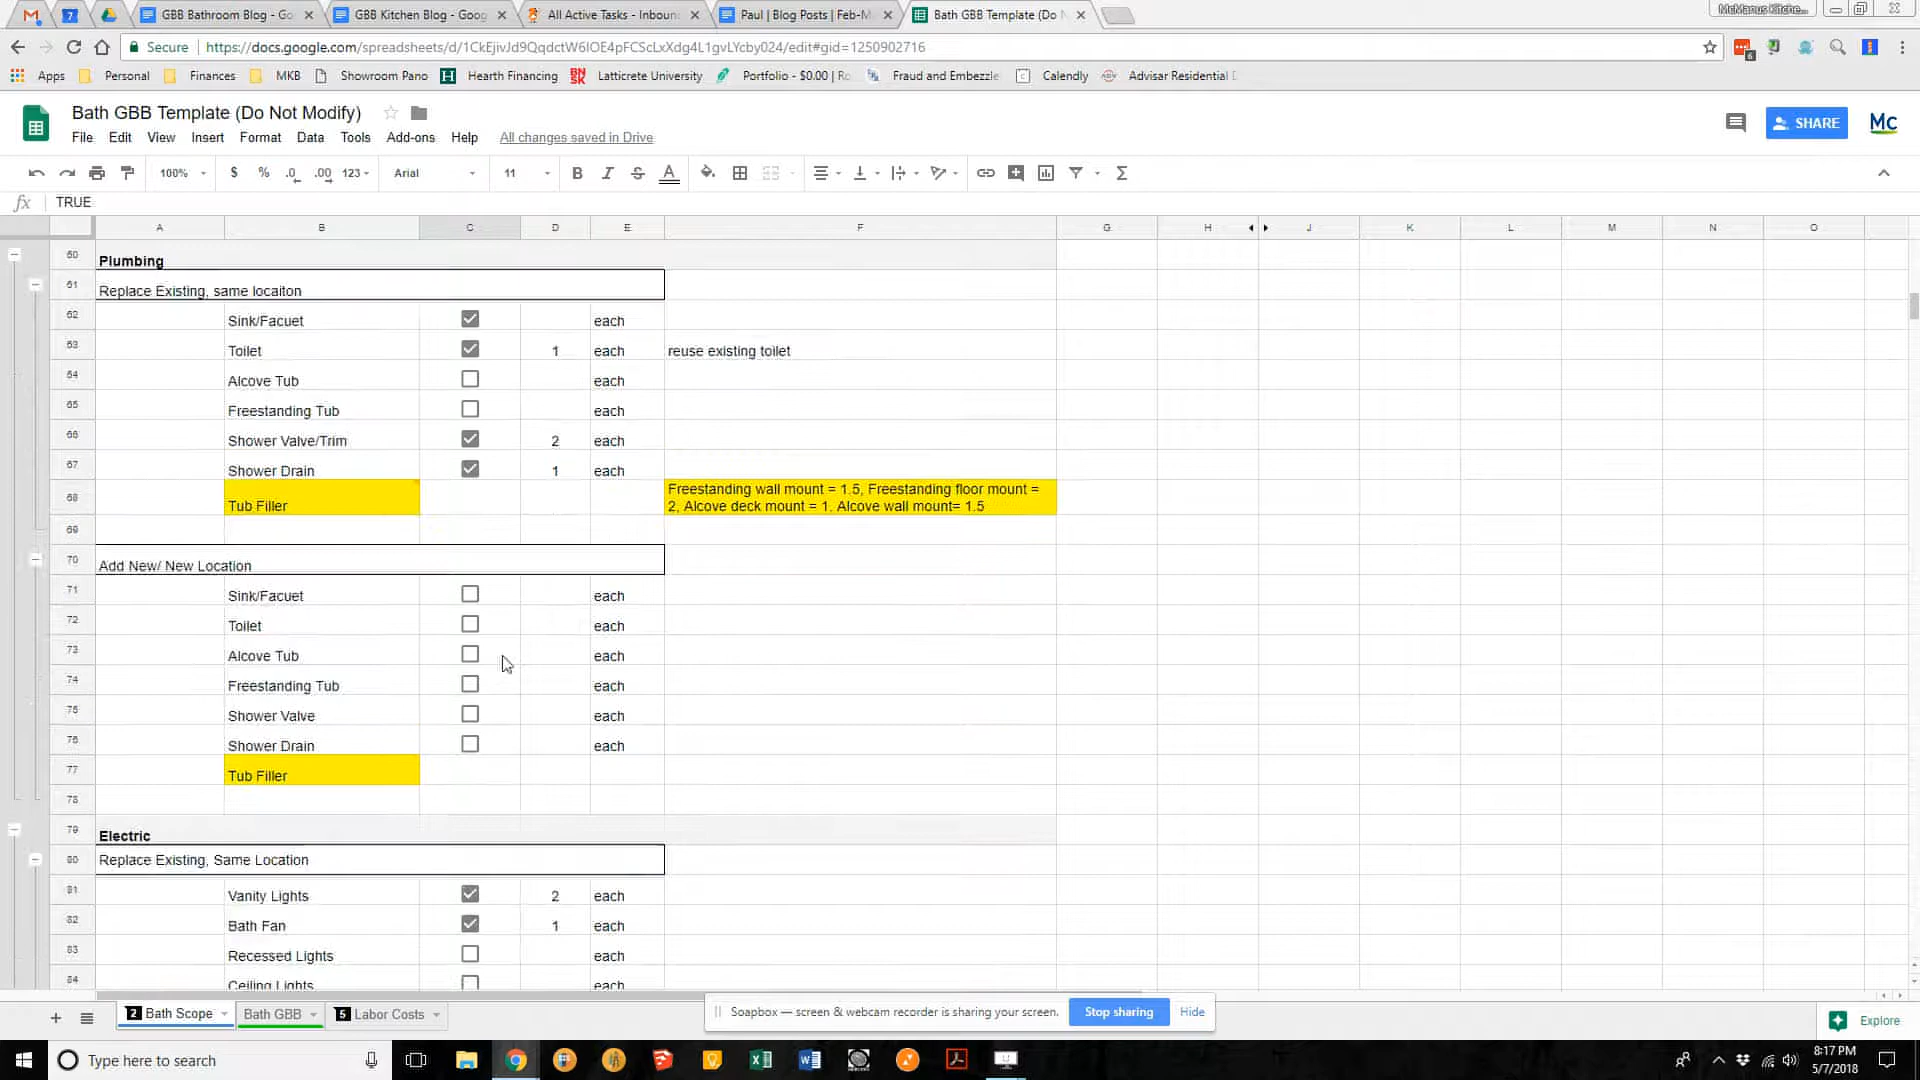 GBB Bathroom Blog - Go
GBB Kitchen Blog - Goog
All Active Tasks - Inboun
Paul | Blog Posts | Feb-M
Bath GBB Template (Do N
McManus Kitche...
Secure
https://docs.google.com/spreadsheets/d/1CkEjivJd9QqdctW6IOE4pFCScLxXdg4L1gvLYcby024/edit#gid=1250902716
6
Apps
Personal
Finances
MKB
Showroom Pano
H
Hearth Financing
Latticrete University
Portfolio - $0.00 | Ro
Fraud and Embezzle
Calendly
Advisar Residential
Bath GBB Template (Do Not Modify)
File Edit View Insert Format Data Tools Add-ons Help All changes saved in Drive
SHARE
Mc
100% $ % .0 .00 123 Arial 11 B I S A Σ
fx TRUE
A B C D E F G H J K L M N O
60 Plumbing
61 Replace Existing, same locaiton
62 Sink/Facuet each
63 Toilet 1 each reuse existing toilet
64 Alcove Tub each
65 Freestanding Tub each
66 Shower Valve/Trim 2 each
67 Shower Drain 1 each
Freestanding wall mount = 1.5, Freestanding floor mount =
68 Tub Filler 2, Alcove deck mount = 1. Alcove wall mount= 1.5
69
70 Add New/ New Location
71 Sink/Facuet each
72 Toilet each
73 Alcove Tub each
74 Freestanding Tub each
75 Shower Valve each
76 Shower Drain each
77 Tub Filler
78
79 Electric
80 Replace Existing, Same Location
81 Vanity Lights 2 each
82 Bath Fan 1 each
83 Recessed Lights each
84 Ceiling Lights each
2 Bath Scope
Bath GBB
5 Labor Costs
Soapbox — screen & webcam recorder is sharing your screen.
Stop sharing
Hide
Explore
Type here to search
8:17 PM
5/7/2018